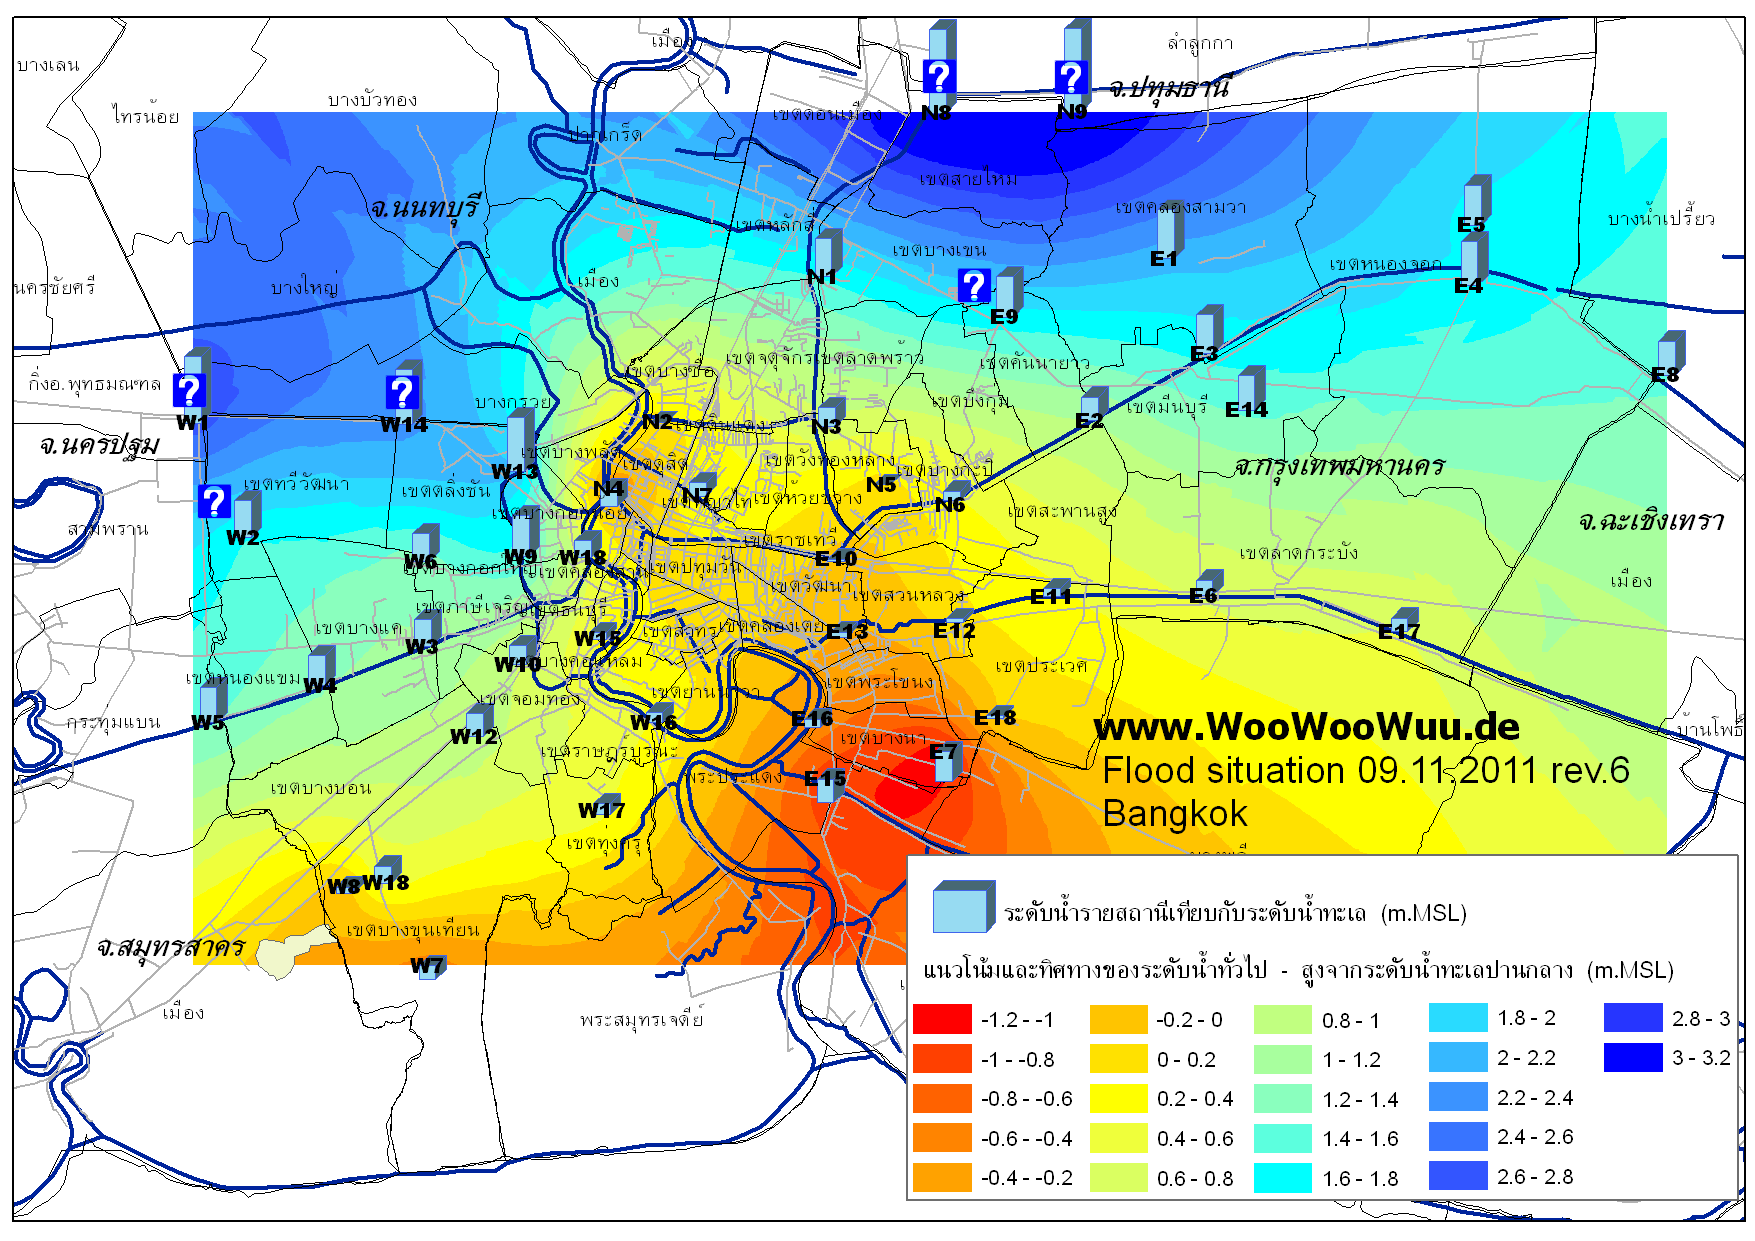 เมือง
ลำลูกกา
บางเลน
จ.ปทุมธานี
บางบัวทอง
ไทรน้อย
N8
N9
เขตดอนเมือง
ปากเกร็ด
เขตสายไหม
จ.นนทบุรี
เขตคลองสามวา
E5
บางน้ำเปรี้ยว
เขตหลักสี่
เขตบางเขน
E1
เขตหนองจอก
N1
เมือง
E4
นครชัยศรี
บางใหญ่
E9
เขตจตุจักร
เขตลาดพร้าว
เขตคันนายาว
E3
เขตบางซื่อ
E8
กิ่งอ.พุทธมณฑล
บางกรวย
เขตบึงกุ่ม
เขตมีนบุรี
E14
W1
W14
N2
เขตดินแดง
N3
E2
จ.นครปฐม
เขตบางพลัด
เขตดุสิต
เขตวังทองหลาง
เขตบางกะปิ
จ.กรุงเทพมหานคร
W13
เขตทวีวัฒนา
เขตตลิ่งชัน
N4
N7
เขตพญาไท
เขตห้วยขวาง
N5
N6
เขตบางกอกน้อย
เขตสะพานสูง
จ.ฉะเชิงเทรา
สามพราน
W2
W6
W9
W18
เขตราชเทวี
E10
เขตลาดกระบัง
เขตบางกอกใหญ่
เขตคลองสาน
เขตปทุมวัน
เขตวัฒนา
เขตสวนหลวง
E11
E6
เมือง
เขตภาษีเจริญ
เขตธนบุรี
เขตบางแค
W3
W15
เขตสาทร
เขตคลองเตย
E13
E12
E17
W10
เขตบางคอแหลม
เขตประเวศ
เขตหนองแขม
W4
เขตจอมทอง
เขตยานนาวา
เขตพระโขนง
กระทุ่มแบน
W5
W12
W16
E16
E18
www.WooWooWuu.de
บ้านโพธิ์
เขตราษฎร์บูรณะ
เขตบางนา
E7
พระประแดง
E15
Flood situation 09.11.2011 rev.6
เขตบางบอน
W17
Bangkok
เขตทุ่งครุ
บางพลี
W8
W18
จ.สมุทรสาคร
เขตบางขุนเทียน
W7
เมือง
พระสมุทรเจดีย์
ระดับน้ำรายสถานีเทียบกับระดับน้ำทะเล (m.MSL)
แนวโน้มและทิศทางของระดับน้ำทั่วไป - สูงจากระดับน้ำทะเลปานกลาง (m.MSL)
-1.2 - -1
-1 - -0.8
-0.8 - -0.6
-0.6 - -0.4
-0.4 - -0.2
-0.2 - 0
0 - 0.2
0.2 - 0.4
0.4 - 0.6
0.6 - 0.8
0.8 - 1
1 - 1.2
1.2 - 1.4
1.4 - 1.6
1.6 - 1.8
1.8 - 2
2 - 2.2
2.2 - 2.4
2.4 - 2.6
2.6 - 2.8
2.8 - 3
3 - 3.2